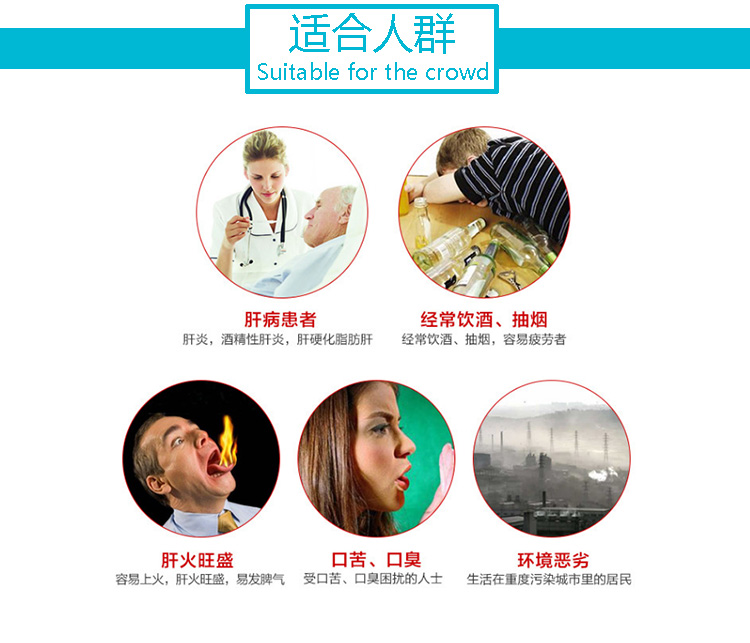 适合人群
Suitable for the crowd
肝病患者
肝炎，酒精性肝炎，肝硬化脂肪肝
经常饮酒、抽烟
经常饮酒、抽烟，容易疲劳者
肝火旺盛
容易上火，肝火旺盛，易发脾气
口苦、口臭
受口苦、口臭困扰的人士
环境恶劣
生活在重度污染城市里的居民